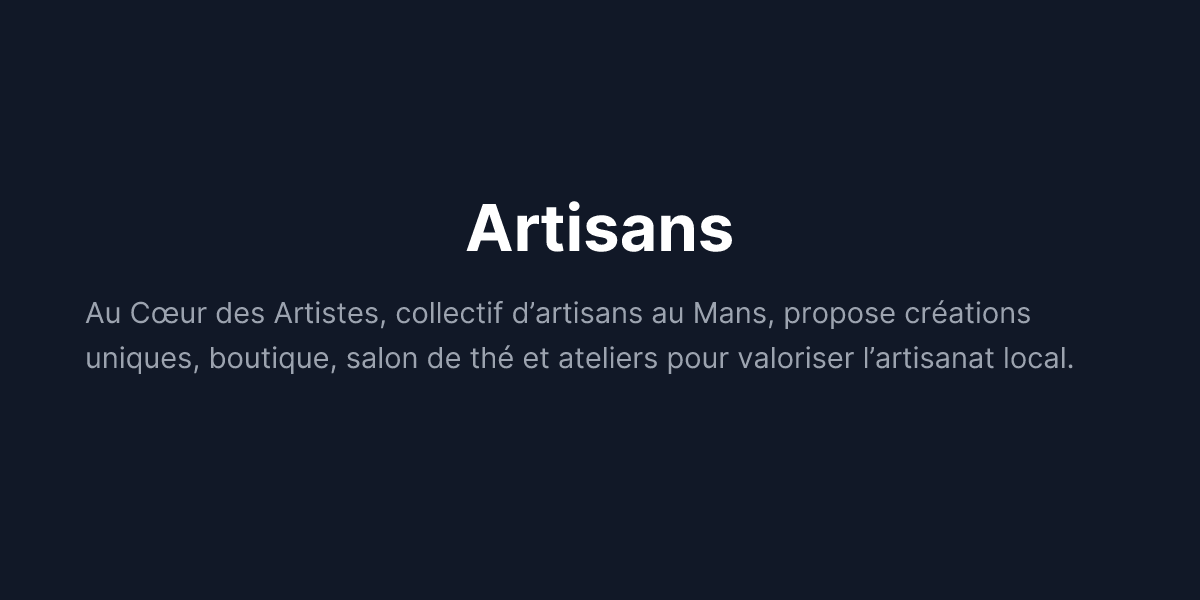 Artisans
Au Cœur des Artistes, collectif d’artisans au Mans, propose créations
uniques, boutique, salon de thé et ateliers pour valoriser l’artisanat local.